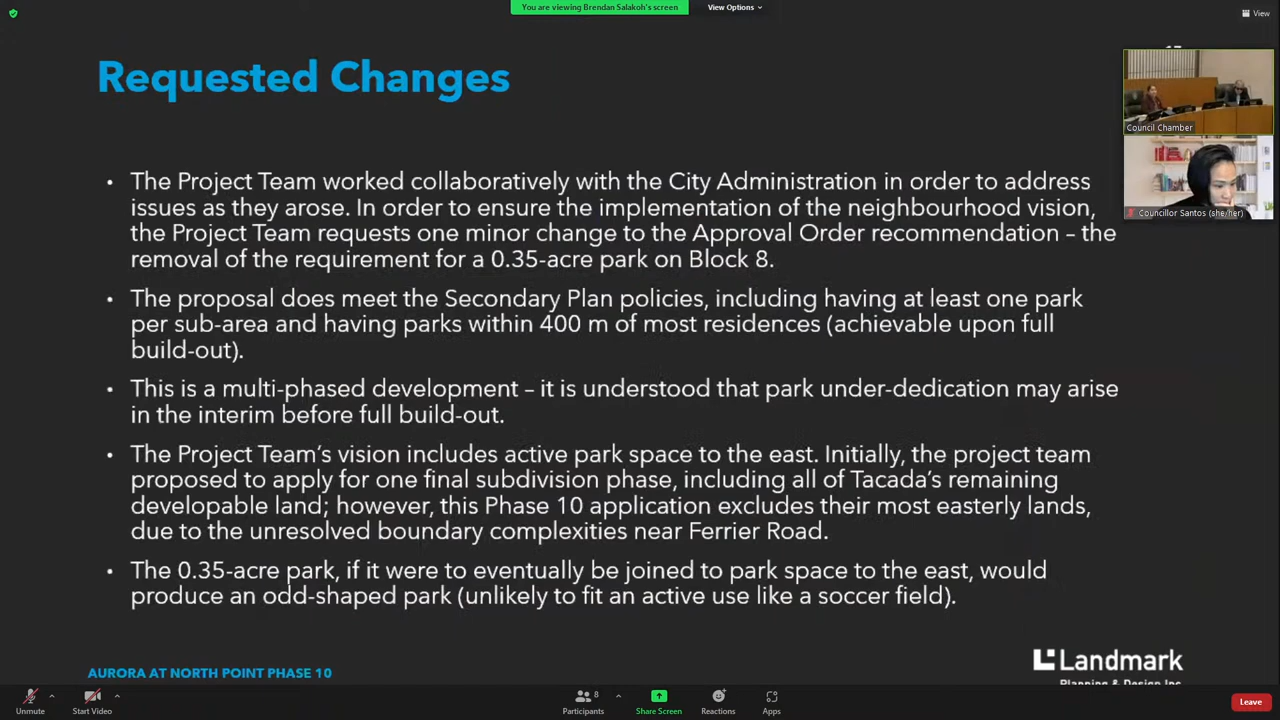 You are viewing Brendan Salakoh's screen
View Options
View
Requested Changes
Council Chamber
Councillor Santos (she/her)
• The Project Team worked collaboratively with the City Administration in order to address
issues as they arose. In order to ensure the implementation of the neighbourhood vision,
the Project Team requests one minor change to the Approval Order recommendation – the
removal of the requirement for a 0.35-acre park on Block 8.
• The proposal does meet the Secondary Plan policies, including having at least one park
per sub-area and having parks within 400 m of most residences (achievable upon full
build-out).
• This is a multi-phased development – it is understood that park under-dedication may arise
in the interim before full build-out.
• The Project Team's vision includes active park space to the east. Initially, the project team
proposed to apply for one final subdivision phase, including all of Tacada's remaining
developable land; however, this Phase 10 application excludes their most easterly lands,
due to the unresolved boundary complexities near Ferrier Road.
• The 0.35-acre park, if it were to eventually be joined to park space to the east, would
produce an odd-shaped park (unlikely to fit an active use like a soccer field).
AURORA AT NORTH POINT PHASE 10
Landmark
Planning & Design Inc.
Unmute
Start Video
Participants
8
Share Screen
Reactions
Apps
Leave